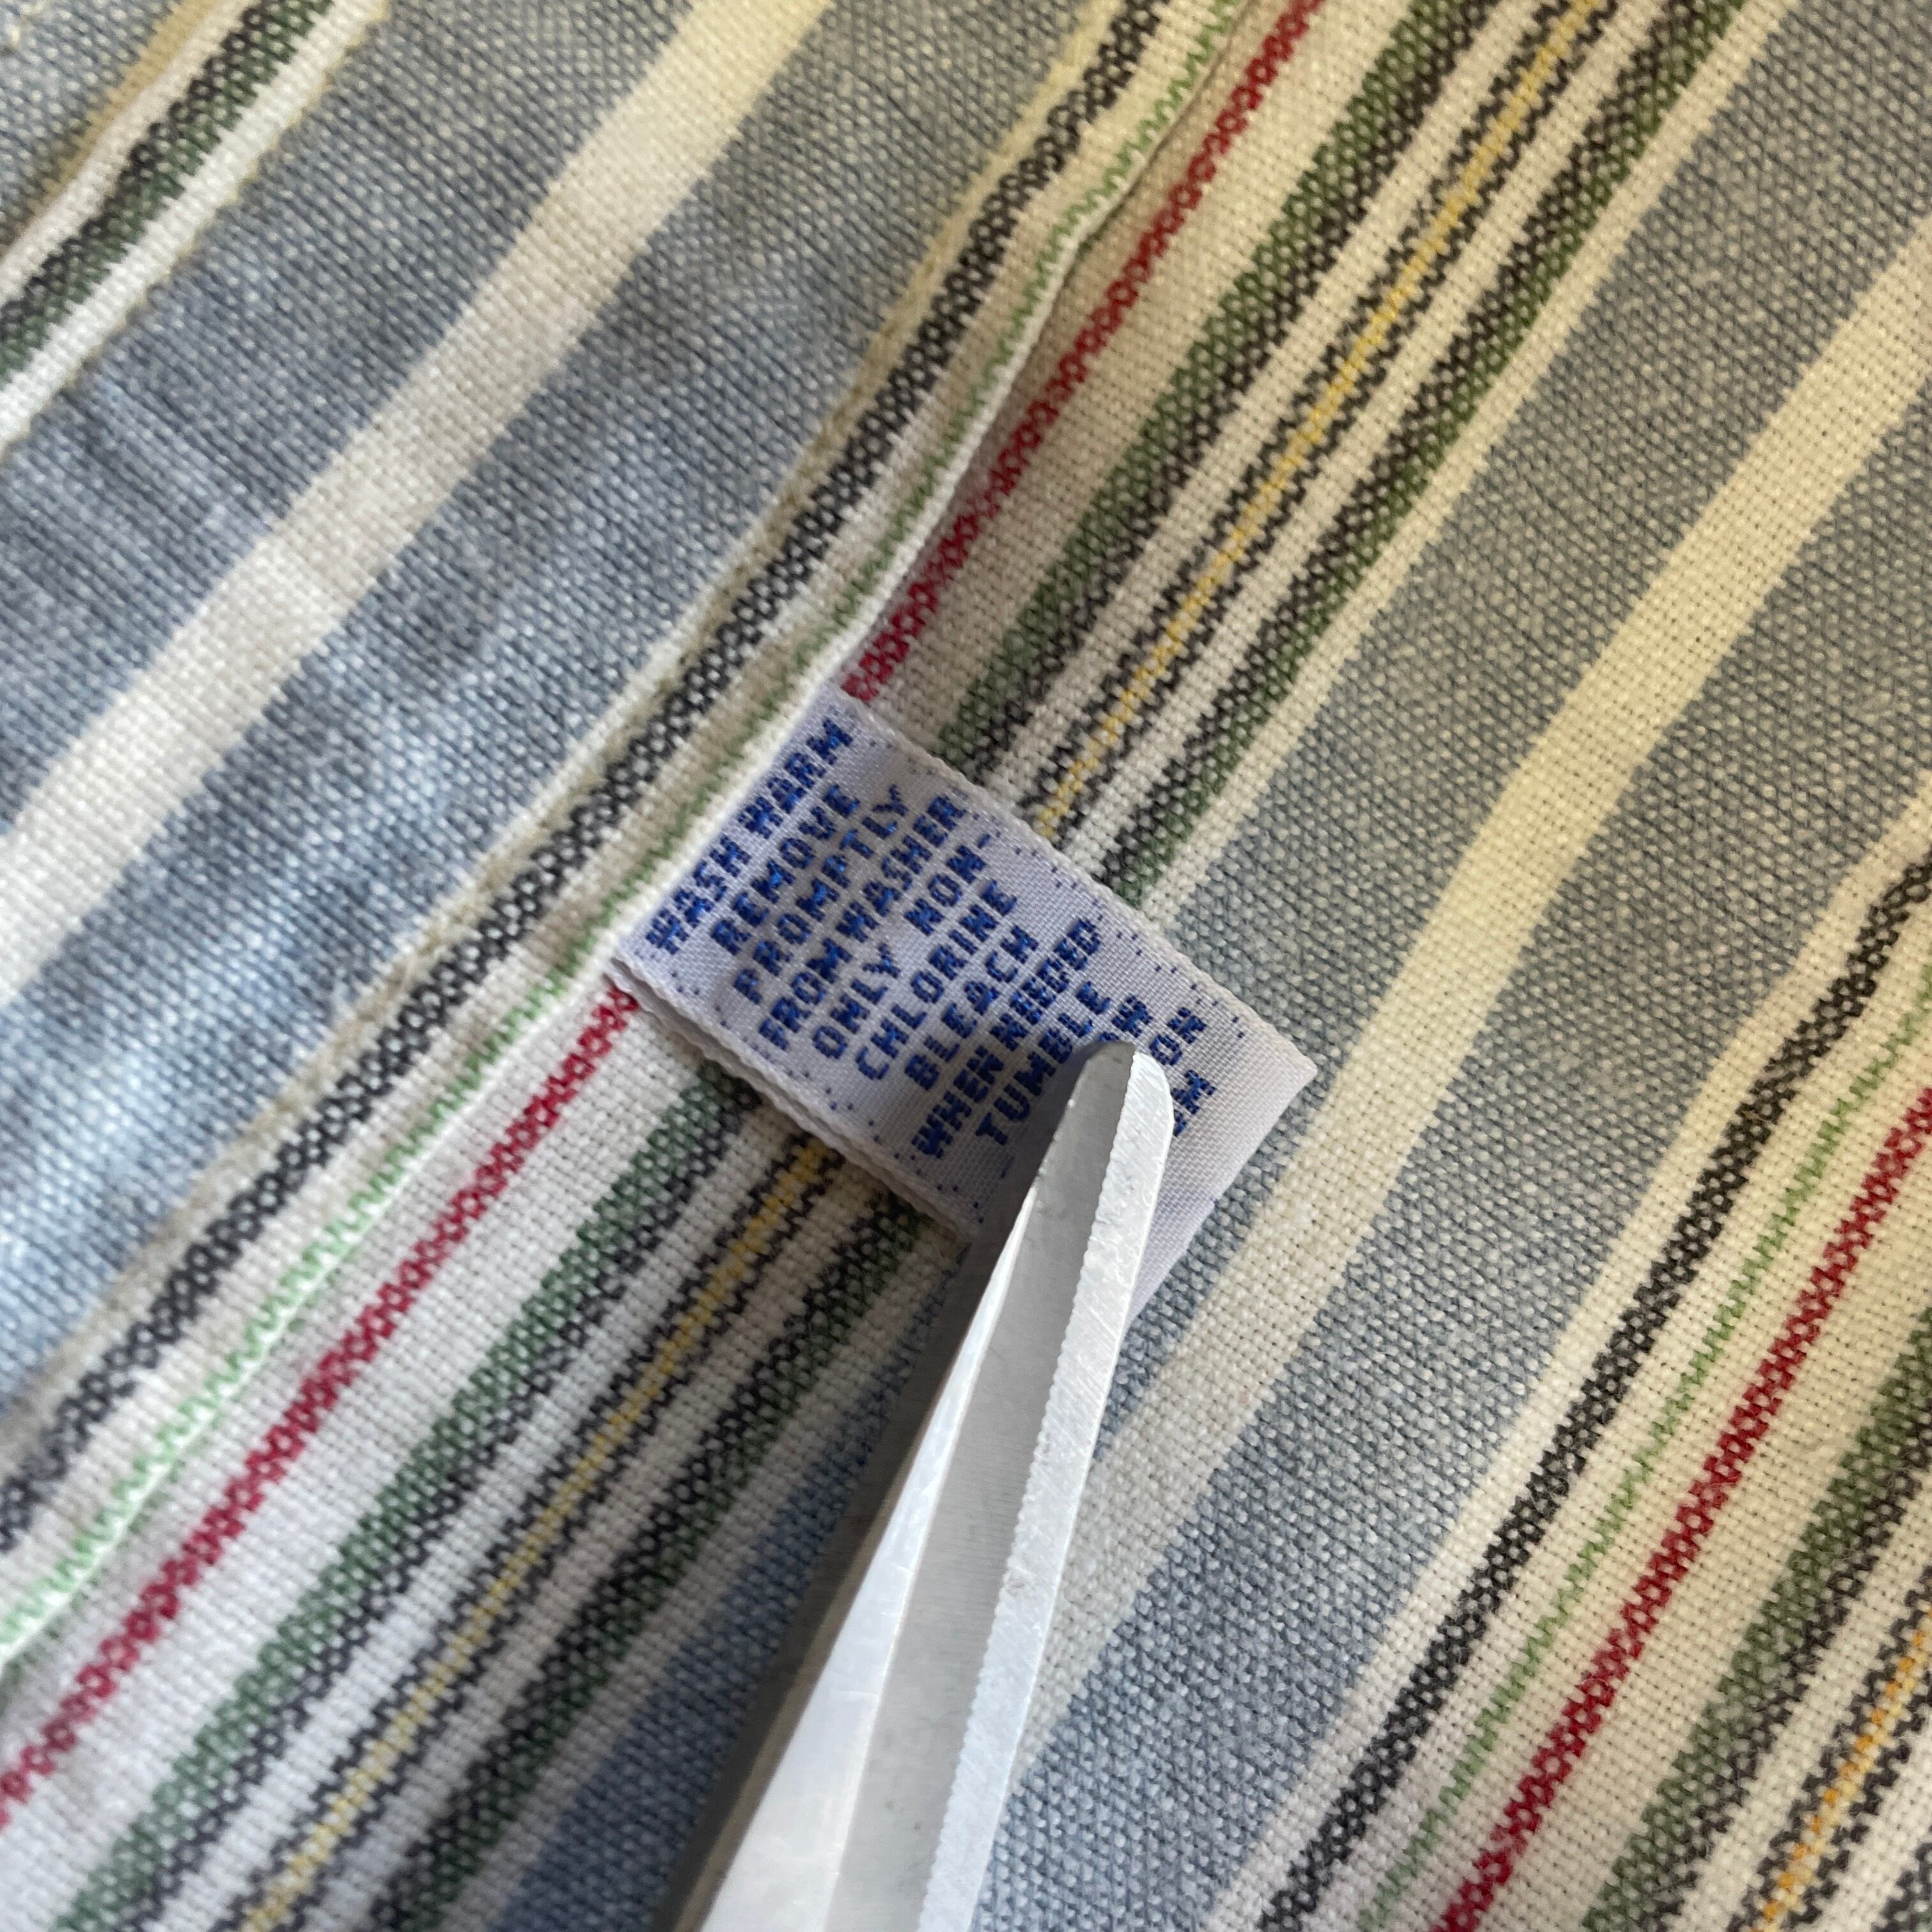 WASH WARM
REMOVE
PROMPTLY
FROM WASHER
ONLY NON-
CHLORINE
BLEACH
WHEN NEEDED
TUMBLE